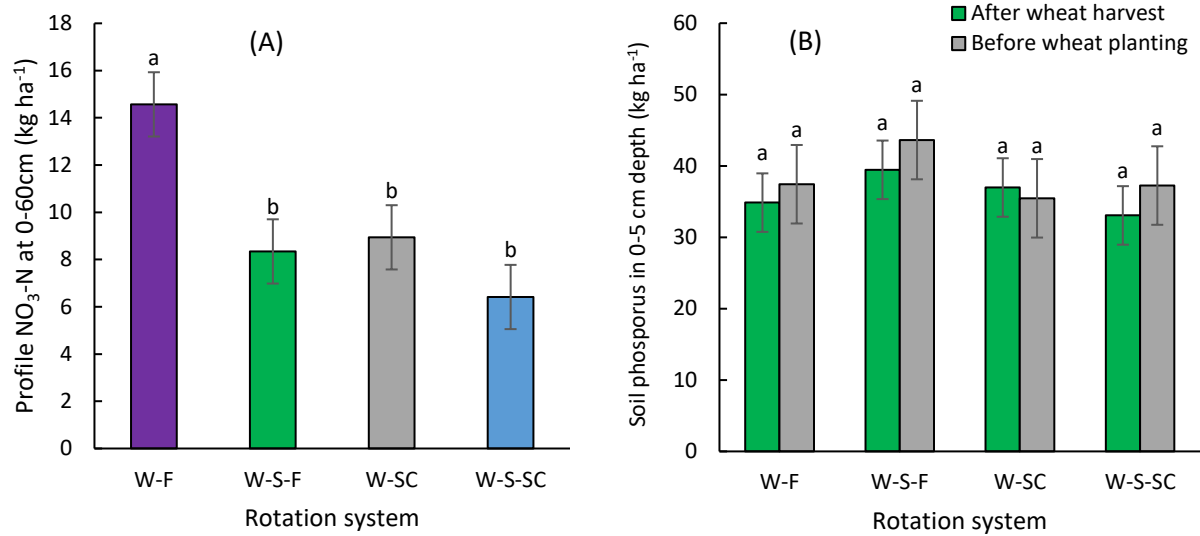 (A)
Profile NO₃-N at 0-60cm (kg ha⁻¹)
18
16
14
12
10
8
6
4
2
0
a
b
b
b
W-F
W-S-F
W-SC
W-S-SC
Rotation system
(B)
After wheat harvest
Before wheat planting
Soil phosporus in 0-5 cm depth (kg ha⁻¹)
60
50
40
30
20
10
0
a
a
a
a
a
a
a
a
W-F
W-S-F
W-SC
W-S-SC
Rotation system